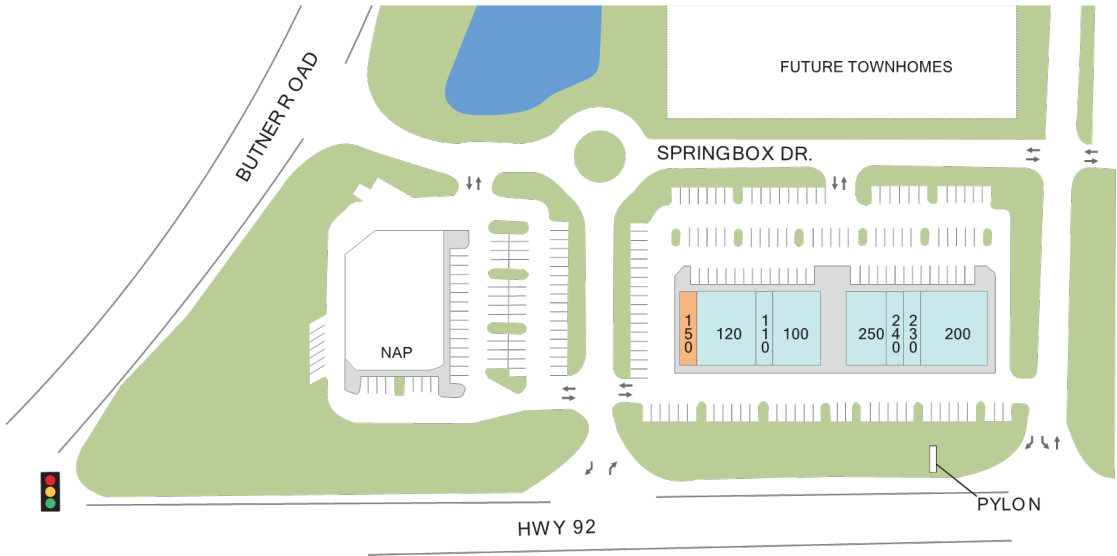 FUTURE TOWNHOMES
BUTNER ROAD
SPRINGBOX DR.
NAP
150
120
110
100
250
240
230
200
PYLON
HWY 92